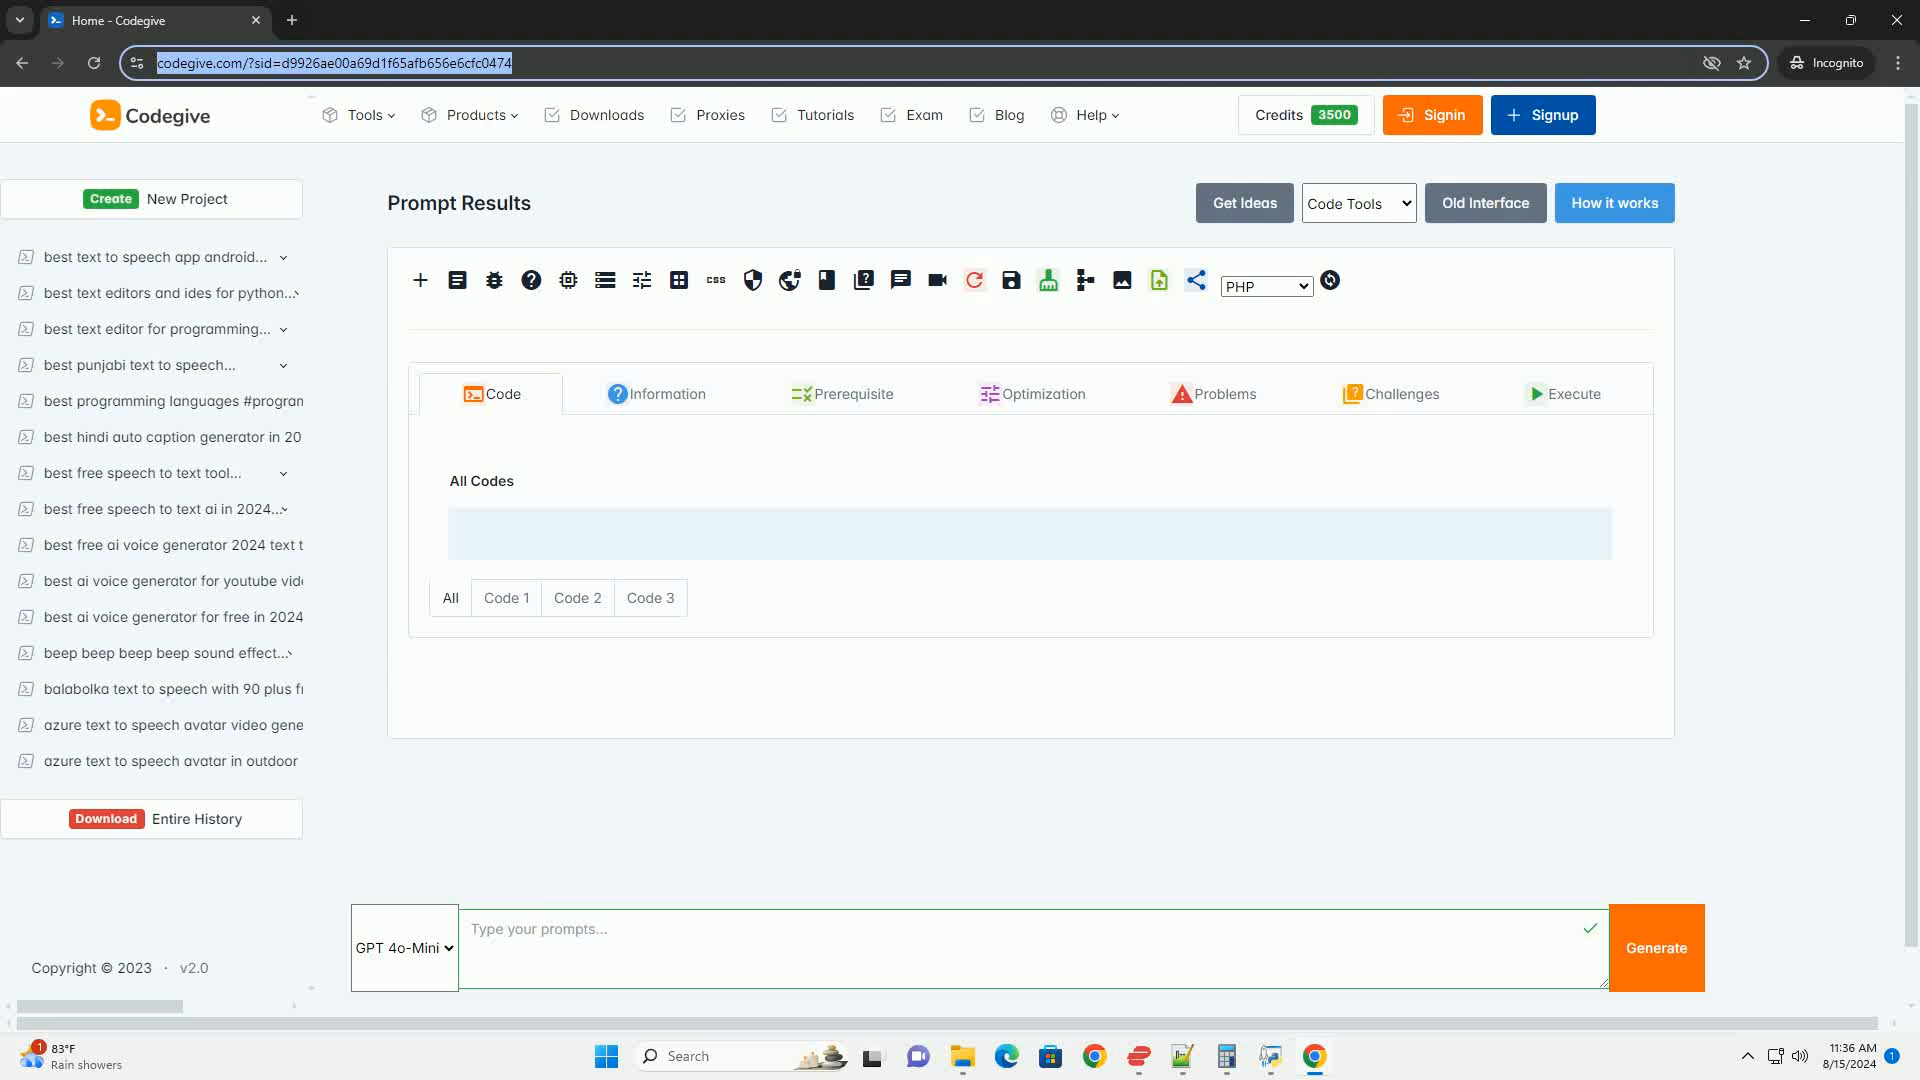 Home - Codegive
codegive.com/?sid=d9926ae00a69d1f65afb656e6cfc0474
Incognito
Codegive
Tools
Products
Downloads
Proxies
Tutorials
Exam
Blog
Help
Credits 3500
Signin
Signup
Create New Project
best text to speech app android...
best text editors and ides for python...
best text editor for programming...
best punjabi text to speech...
best programming languages #program
best hindi auto caption generator in 20
best free speech to text tool...
best free speech to text ai in 2024...
best free ai voice generator 2024 text t
best ai voice generator for youtube vide
best ai voice generator for free in 2024
beep beep beep beep sound effect...
balabolka text to speech with 90 plus fr
azure text to speech avatar video gene
azure text to speech avatar in outdoor
Download Entire History
Copyright © 2023 · v2.0
Prompt Results
Get Ideas
Code Tools
Old Interface
How it works
CSS
PHP
Code
Information
Prerequisite
Optimization
Problems
Challenges
Execute
All Codes
All
Code 1
Code 2
Code 3
GPT 4o-Mini
Type your prompts...
Generate
1
83°F
Rain showers
Search
11:36 AM
8/15/2024
1